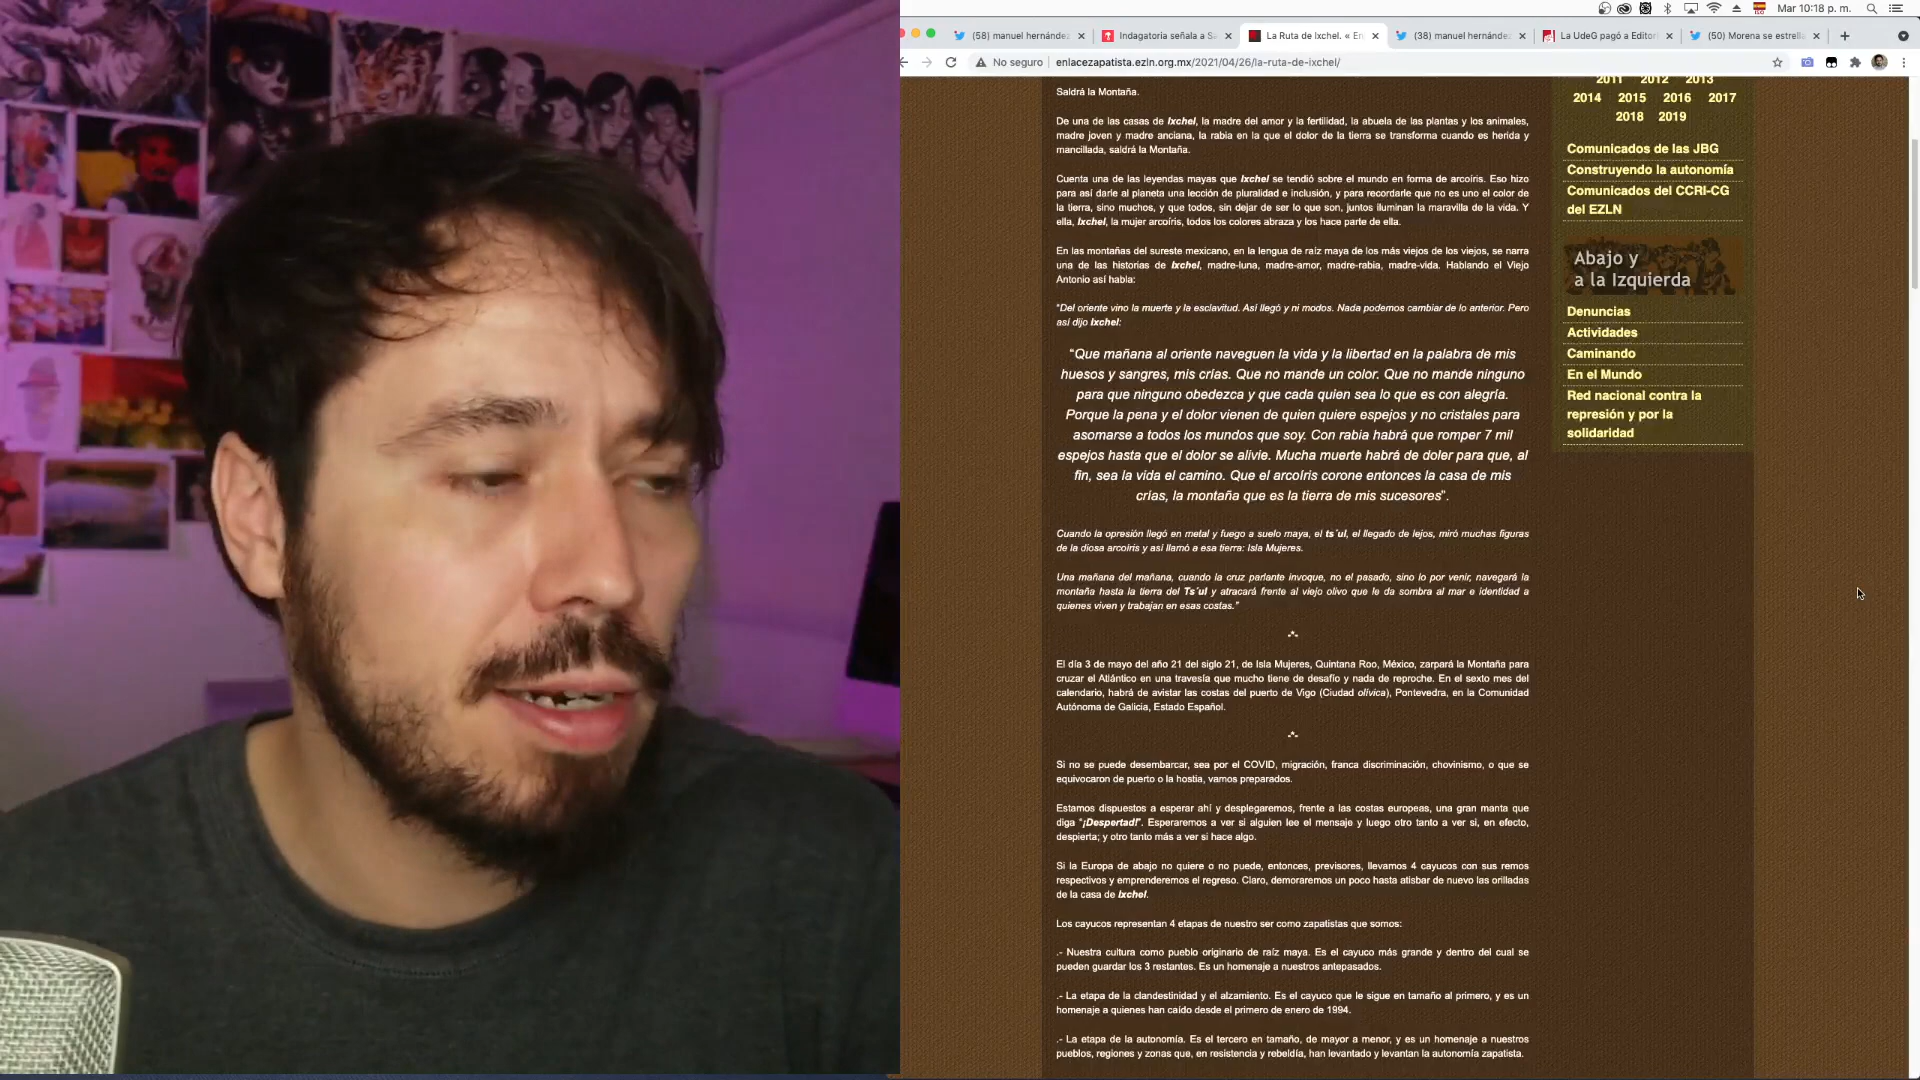 Mar 10:18 p. m.
(58) manuel hernández
Indagatoria señala a S
La Ruta de Ixchel. « En
(38) manuel hernández
La UdeG pagó a Editori
(50) Morena se estrell
No seguro
enlacezapatista.ezln.org.mx/2021/04/26/la-ruta-de-ixchel/
Saldrá la Montaña.
De una de las casas de Ixchel, la madre del amor y la fertilidad, la abuela de las plantas y los animales,
madre joven y madre anciana, la rabia en la que el dolor de la tierra se transforma cuando es herida y
mancillada, saldrá la Montaña.
Cuenta una de las leyendas mayas que Ixchel se tendió sobre el mundo en forma de arcoíris. Eso hizo
para así darle al planeta una lección de pluralidad e inclusión, y para recordarle que no es uno el color de
la tierra, sino muchos, y que todos, sin dejar de ser lo que son, juntos iluminan la maravilla de la vida. Y
ella, Ixchel, la mujer arcoíris, todos los colores abraza y los hace parte de ella.
En las montañas del sureste mexicano, en la lengua de raíz maya de los más viejos de los viejos, se narra
una de las historias de Ixchel, madre-luna, madre-amor, madre-rabia, madre-vida. Hablando el Viejo
Antonio así habla:
“Del oriente vino la muerte y la esclavitud. Así llegó y ni modos. Nada podemos cambiar de lo anterior. Pero
así dijo Ixchel:
“Que mañana al oriente naveguen la vida y la libertad en la palabra de mis
huesos y sangres, mis crías. Que no mande un color. Que no mande ninguno
para que ninguno obedezca y que cada quien sea lo que es con alegría.
Porque la pena y el dolor vienen de quien quiere espejos y no cristales para
asomarse a todos los mundos que soy. Con rabia habrá que romper 7 mil
espejos hasta que el dolor se alivie. Mucha muerte habrá de doler para que, al
fin, sea la vida el camino. Que el arcoíris corone entonces la casa de mis
crías, la montaña que es la tierra de mis sucesores”.
Cuando la opresión llegó en metal y fuego a suelo maya, el ts´ul, el llegado de lejos, miró muchas figuras
de la diosa arcoíris y así llamó a esa tierra: Isla Mujeres.
Una mañana del mañana, cuando la cruz parlante invoque, no el pasado, sino lo por venir, navegará la
montaña hasta la tierra del Ts´ul y atracará frente al viejo olivo que le da sombra al mar e identidad a
quienes viven y trabajan en esas costas.”
El día 3 de mayo del año 21 del siglo 21, de Isla Mujeres, Quintana Roo, México, zarpará la Montaña para
cruzar el Atlántico en una travesía que mucho tiene de desafío y nada de reproche. En el sexto mes del
calendario, habrá de avistar las costas del puerto de Vigo (Ciudad olívica), Pontevedra, en la Comunidad
Autónoma de Galicia, Estado Español.
Si no se puede desembarcar, sea por el COVID, migración, franca discriminación, chovinismo, o que se
equivocaron de puerto o la hostia, vamos preparados.
Estamos dispuestos a esperar ahí y desplegaremos, frente a las costas europeas, una gran manta que
diga “¡Despertad!”. Esperaremos a ver si alguien lee el mensaje y luego otro tanto a ver si, en efecto,
despierta; y otro tanto más a ver si hace algo.
Si la Europa de abajo no quiere o no puede, entonces, previsores, llevamos 4 cayucos con sus remos
respectivos y emprenderemos el regreso. Claro, demoraremos un poco hasta atisbar de nuevo las orilladas
de la casa de Ixchel.
Los cayucos representan 4 etapas de nuestro ser como zapatistas que somos:
.- Nuestra cultura como pueblo originario de raíz maya. Es el cayuco más grande y dentro del cual se
pueden guardar los 3 restantes. Es un homenaje a nuestros antepasados.
.- La etapa de la clandestinidad y el alzamiento. Es el cayuco que le sigue en tamaño al primero, y es un
homenaje a quienes han caído desde el primero de enero de 1994.
.- La etapa de la autonomía. Es el tercero en tamaño, de mayor a menor, y es un homenaje a nuestros
pueblos, regiones y zonas que, en resistencia y rebeldía, han levantado y levantan la autonomía zapatista.
2011 2012 2013
2014 2015 2016 2017
2018 2019
Comunicados de las JBG
Construyendo la autonomía
Comunicados del CCRI-CG
del EZLN
Abajo y
a la Izquierda
Denuncias
Actividades
Caminando
En el Mundo
Red nacional contra la
represión y por la
solidaridad